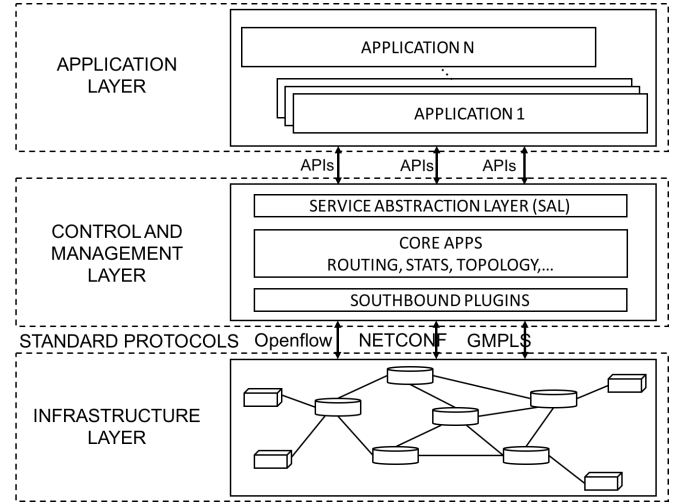 APPLICATION
LAYER
APPLICATION N
APPLICATION 1
APIs APIs APIs
CONTROL AND
MANAGEMENT
LAYER
SERVICE ABSTRACTION LAYER (SAL)
CORE APPS
ROUTING, STATS, TOPOLOGY,...
SOUTHBOUND PLUGINS
STANDARD PROTOCOLS Openflow NETCONF GMPLS
INFRASTRUCTURE
LAYER